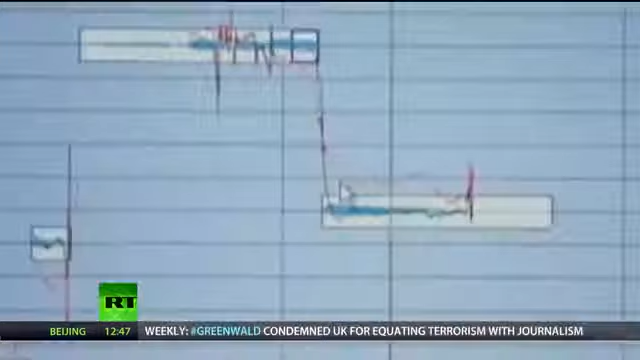 RT
BEIJING 12:47 WEEKLY: #GREENWALD CONDEMNED UK FOR EQUATING TERRORISM WITH JOURNALISM